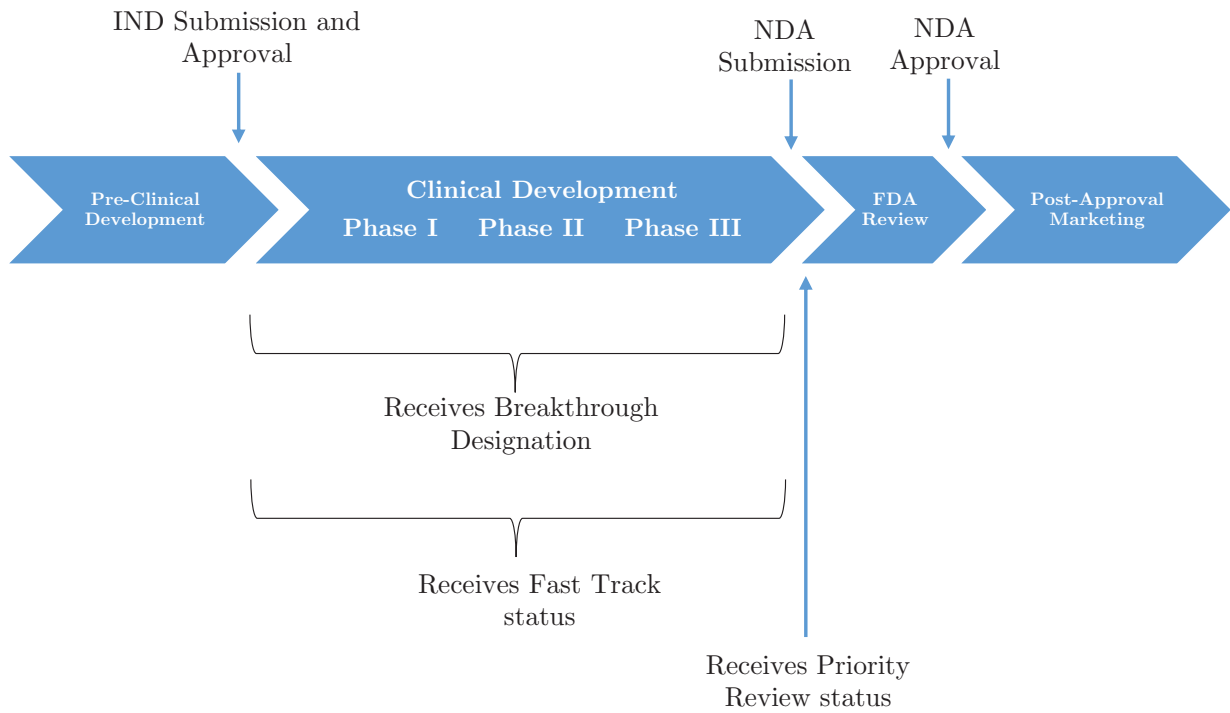 IND Submission and
Approval
NDA
Submission
NDA
Approval
Pre-Clinical
Development
Clinical Development
Phase I Phase II Phase III
FDA
Review
Post-Approval
Marketing
Receives Breakthrough
Designation
Receives Fast Track
status
Receives Priority
Review status